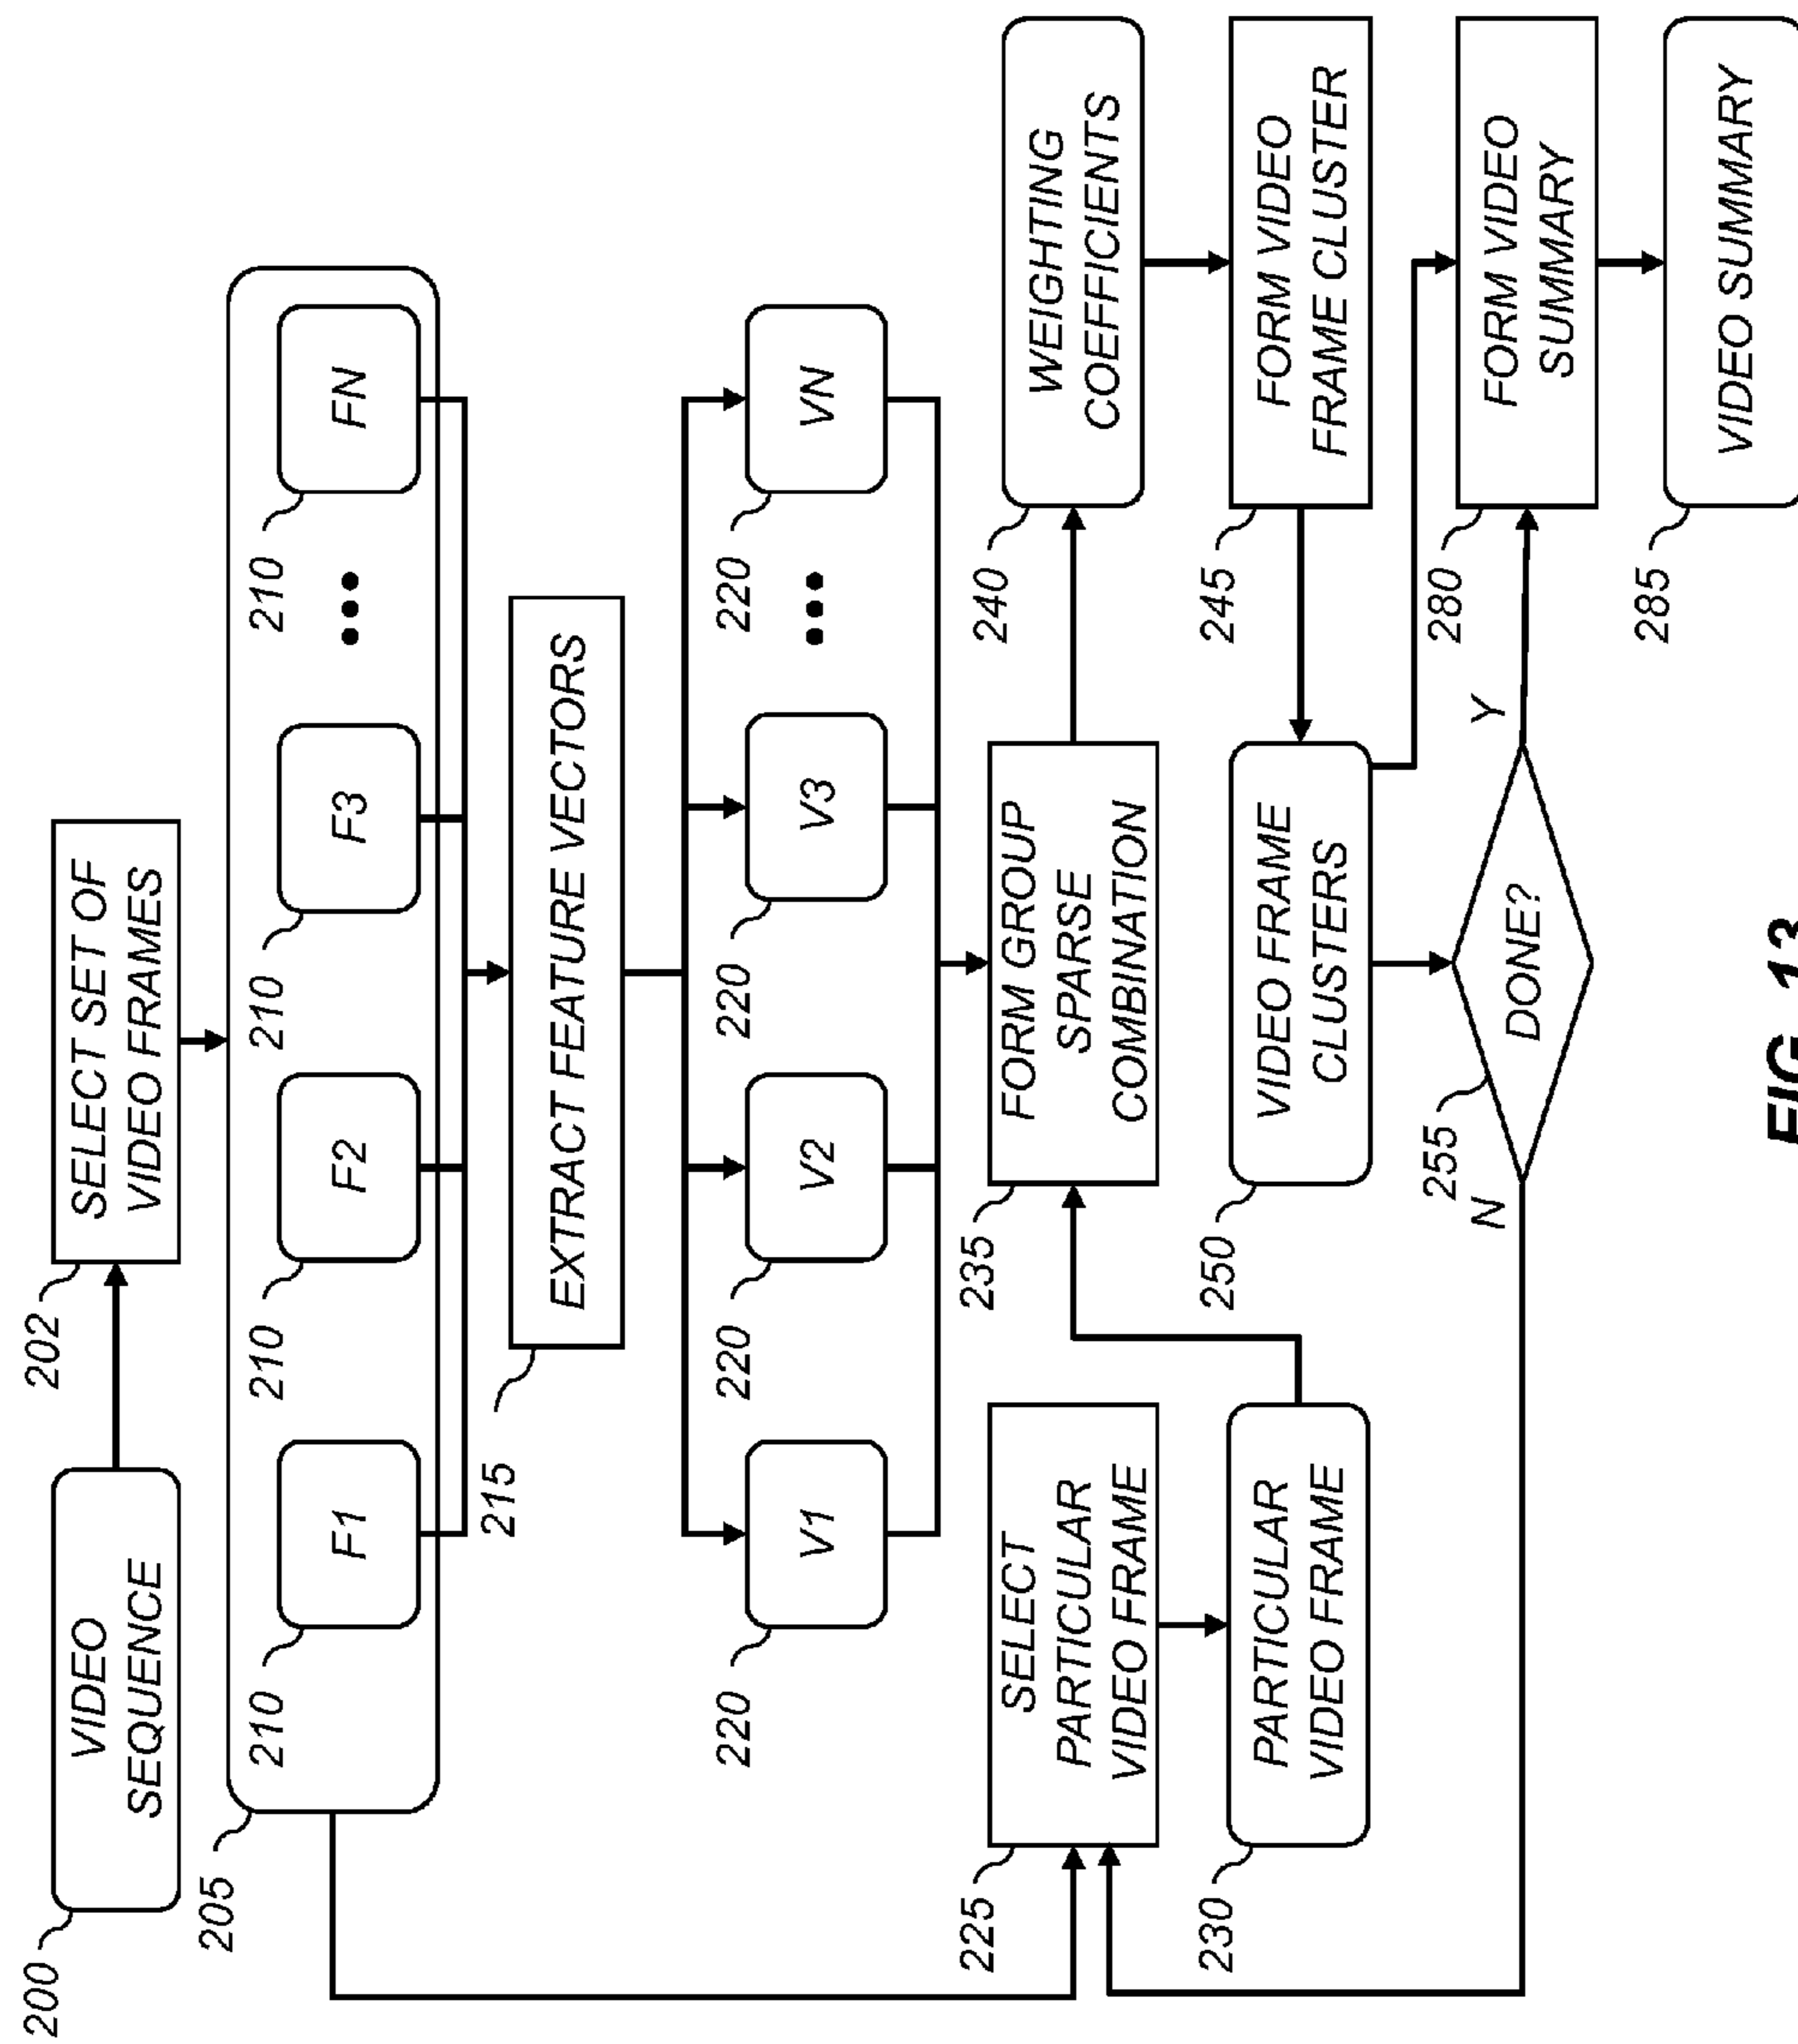 200
VIDEO
SEQUENCE
202
SELECT SET OF
VIDEO FRAMES
205
210
F1
210
F2
210
F3
•••
210
FN
215
EXTRACT FEATURE VECTORS
220
V1
220
V2
220
V3
•••
220
VN
225
SELECT
PARTICULAR
VIDEO FRAME
235
FORM GROUP
SPARSE
COMBINATION
240
WEIGHTING
COEFFICIENTS
230
PARTICULAR
VIDEO FRAME
250
VIDEO FRAME
CLUSTERS
245
FORM VIDEO
FRAME CLUSTER
N
255
DONE?
Y
280
FORM VIDEO
SUMMARY
285
VIDEO SUMMARY
FIG. 13